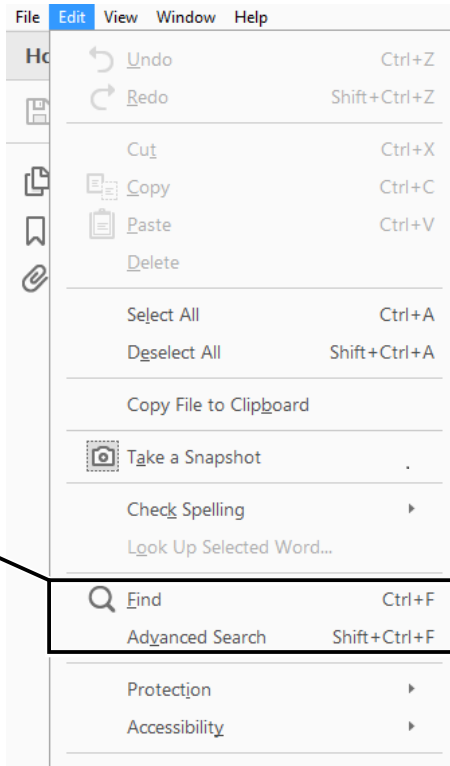 File Edit View Window Help
Ho
Undo Ctrl+Z
Redo Shift+Ctrl+Z
Cut Ctrl+X
Copy Ctrl+C
Paste Ctrl+V
Delete
Select All Ctrl+A
Deselect All Shift+Ctrl+A
Copy File to Clipboard
Take a Snapshot
Check Spelling
Look Up Selected Word...
Find Ctrl+F
Advanced Search Shift+Ctrl+F
Protection
Accessibility